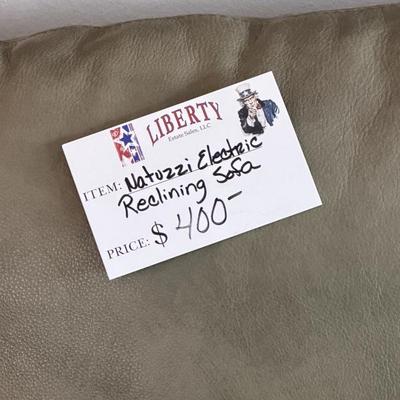 LIBERTY
Estate Sales, LLC
ITEM: Natuzzi Electric
Reclining Sofa
PRICE: $400-